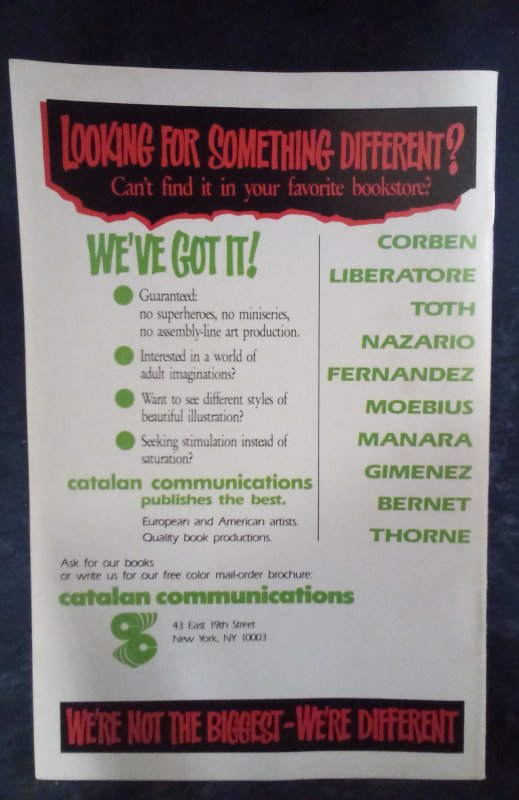 LOOKING FOR SOMETHING DIFFERENT?
Can't find it in your favorite bookstore?
WE'VE GOT IT!
Guaranteed:
no superheroes, no miniseries,
no assembly-line art production.
Interested in a world of
adult imaginations?
Want to see different styles of
beautiful illustration?
Seeking stimulation instead of
saturation?
catalan communications
publishes the best.
European and American artists.
Quality book productions.
CORBEN
LIBERATORE
TOTH
NAZARIO
FERNANDEZ
MOEBIUS
MANARA
GIMENEZ
BERNET
THORNE
Ask for our books
or write us for our free color mail-order brochure:
catalan communications
43 East 19th Street
New York, NY 10003
WE'RE NOT THE BIGGEST-WE'RE DIFFERENT